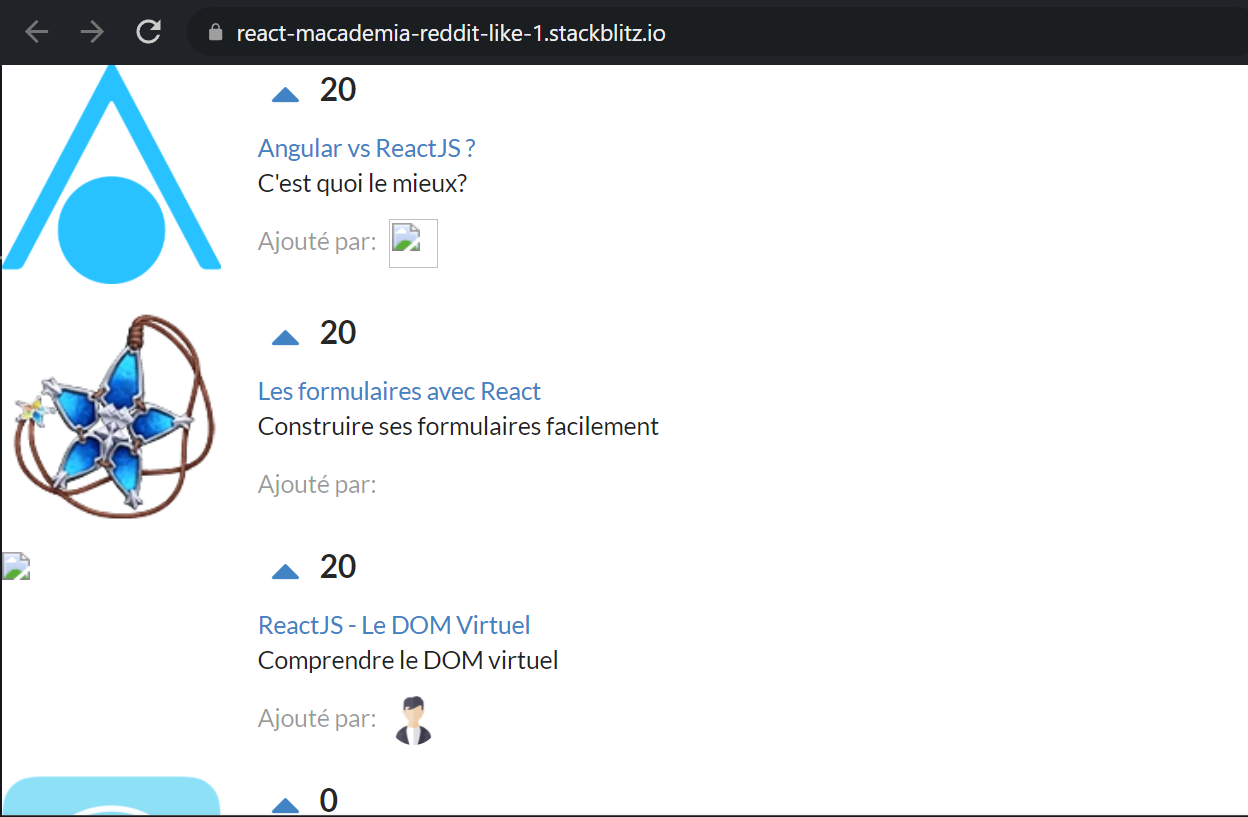 react-macademia-reddit-like-1.stackblitz.io
20
Angular vs ReactJS ?
C'est quoi le mieux?
Ajouté par:
20
Les formulaires avec React
Construire ses formulaires facilement
Ajouté par:
20
ReactJS - Le DOM Virtuel
Comprendre le DOM virtuel
Ajouté par:
0